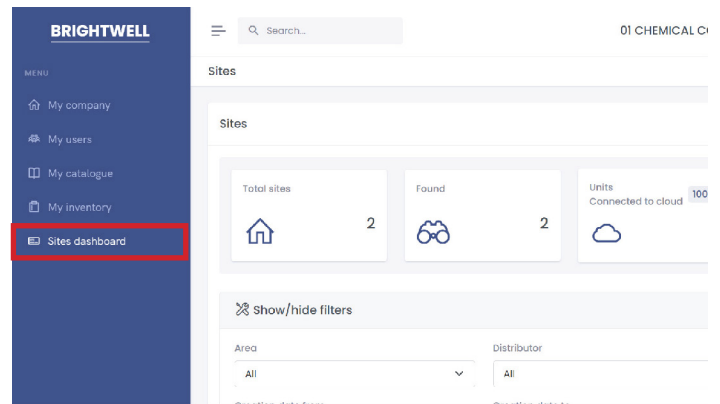 BRIGHTWELL
Search...
01 CHEMICAL
MENU
Sites
My company
My users
My catalogue
My inventory
Sites dashboard
Sites
Total sites
2
Found
2
Units
Connected to cloud
100
Show/hide filters
Area
All
Distributor
All